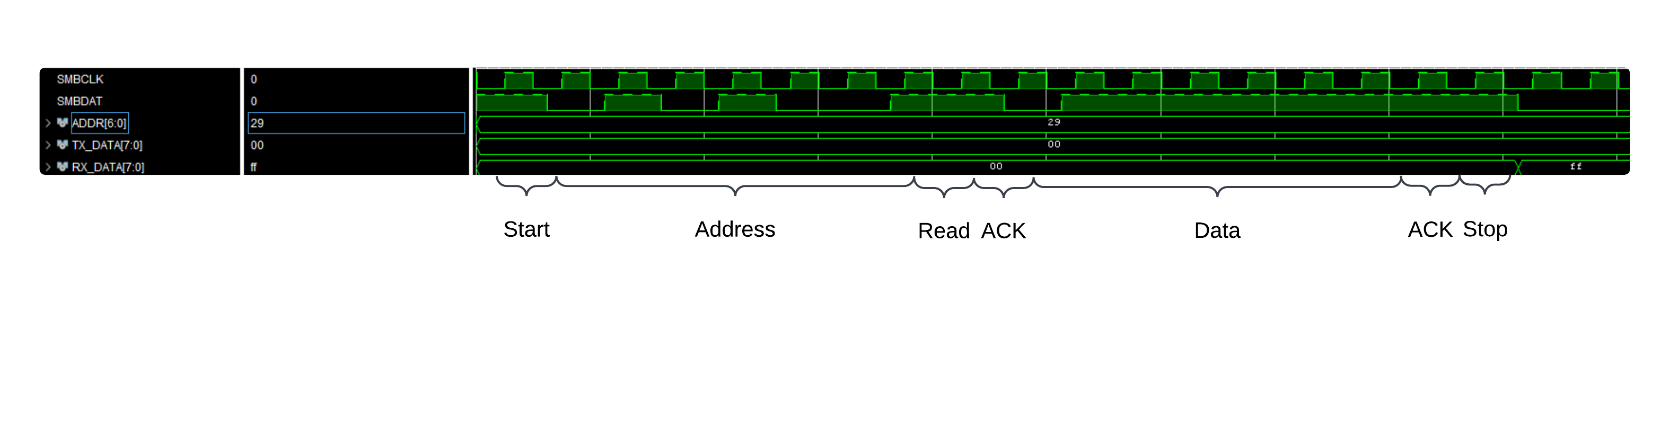 SMBCLK 0
SMBDAT 0
ADDR[6:0] 29 29
TX_DATA[7:0] 00 00
RX_DATA[7:0] ff 00 ff
Start Address Read ACK Data ACK Stop